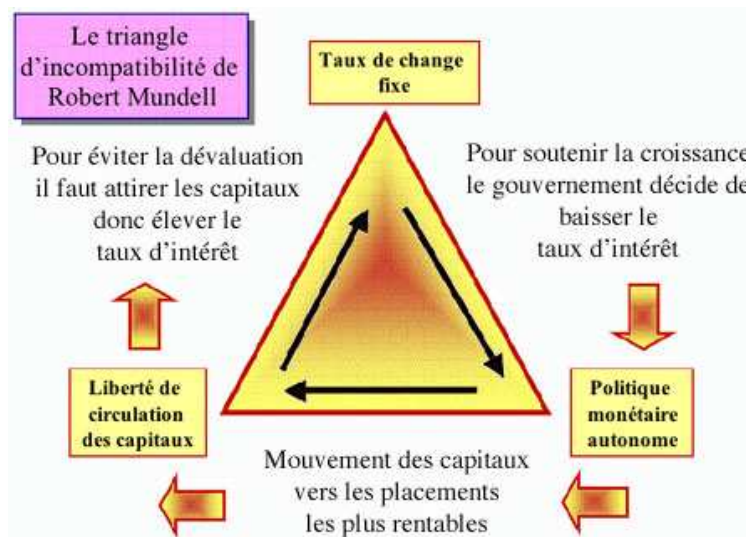 Le triangle
d'incompatibilité de
Robert Mundell
Taux de change
fixe
Pour éviter la dévaluation
il faut attirer les capitaux
donc élever le
taux d'intérêt
Pour soutenir la croissance
le gouvernement décide de
baisser le
taux d'intérêt
Liberté de
circulation
des capitaux
Politique
monétaire
autonome
Mouvement des capitaux
vers les placements
les plus rentables